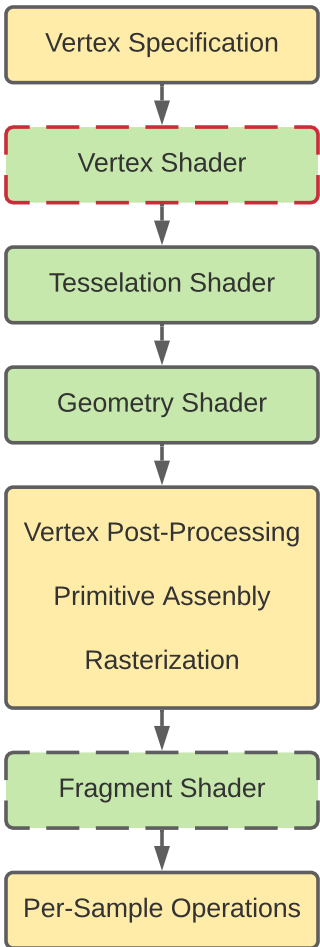 Vertex Specification
Vertex Shader
Tesselation Shader
Geometry Shader
Vertex Post-Processing
Primitive Assenbly
Rasterization
Fragment Shader
Per-Sample Operations